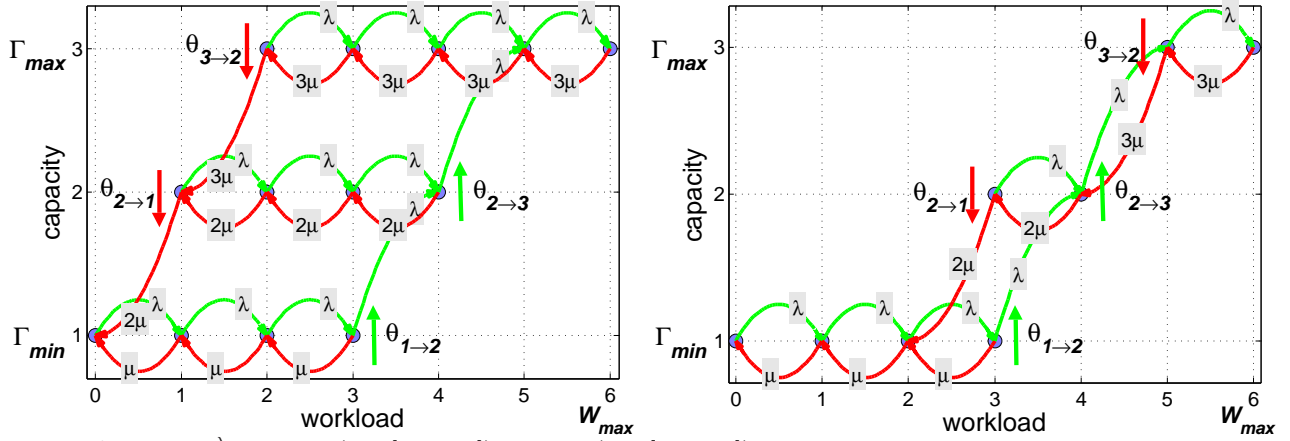 λ λ λ λ
Γmax 3
θ3→2
3μ 3μ 3μ 3μ
λ
capacity
λ λ λ
3μ
2
θ2→1
λ
θ2→3
2μ 2μ 2μ
λ λ λ
2μ
Γmin 1
θ1→2
μ μ μ
0 1 2 3 4 5 6
workload
Wmax
λ
Γmax 3
θ3→2
3μ
λ
3μ
capacity
λ
2
θ2→1
θ2→3
2μ
2μ
λ
λ λ λ
Γmin 1
θ1→2
μ μ μ
0 1 2 3 4 5 6
workload
Wmax